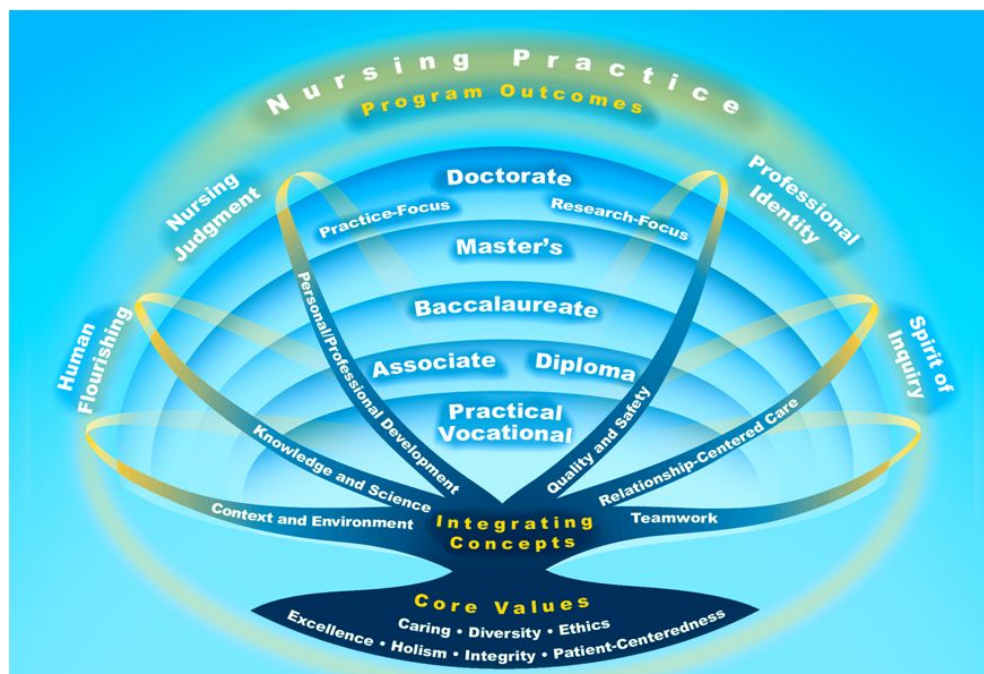 Nursing Practice
Program Outcomes
Nursing
Judgment
Professional
Identity
Human
Flourishing
Spirit of
Inquiry
Doctorate
Practice-Focus
Research-Focus
Master's
Baccalaureate
Associate
Diploma
Practical
Vocational
Context and Environment
Knowledge and Science
Personal/Professional Development
Quality and Safety
Relationship-Centered Care
Teamwork
Integrating
Concepts
Core Values
Caring • Diversity • Ethics
Excellence • Holism • Integrity • Patient-Centeredness